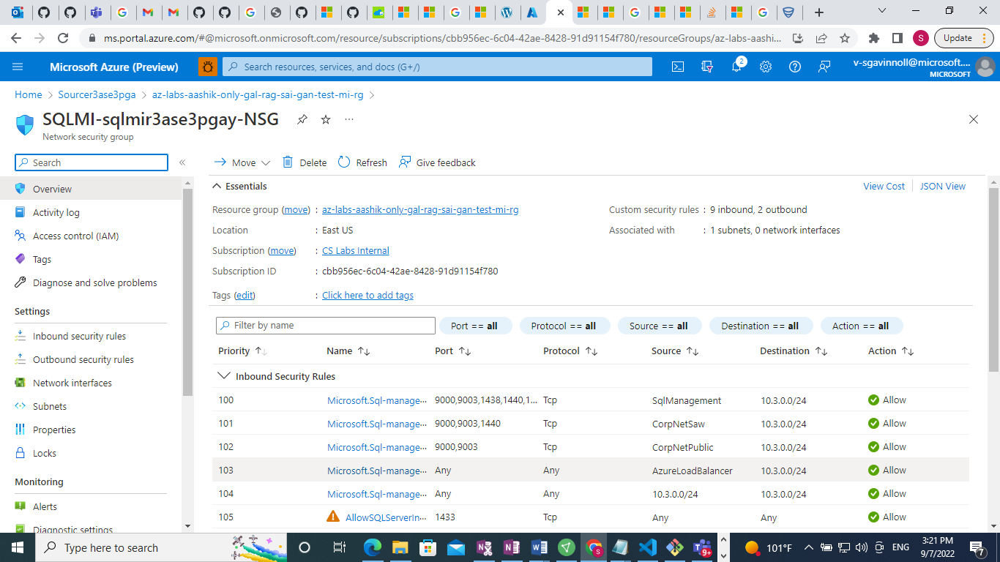 Update
ms.portal.azure.com/#@microsoft.onmicrosoft.com/resource/subscriptions/cbb956ec-6c04-42ae-8428-91d91154f780/resourceGroups/az-labs-aashi...
S
Microsoft Azure (Preview)
Search resources, services, and docs (G+/)
2
v-sgavinnoll@microsoft....
MICROSOFT
Home > Sourcer3ase3pga > az-labs-aashik-only-gal-rag-sai-gan-test-mi-rg >
SQLMI-sqlmir3ase3pgay-NSG
Network security group
Search
Move Delete Refresh Give feedback
Overview
Activity log
Access control (IAM)
Tags
Diagnose and solve problems
Settings
Inbound security rules
Outbound security rules
Network interfaces
Subnets
Properties
Locks
Monitoring
Alerts
Diagnostic settings
Essentials
View Cost JSON View
Resource group (move) : az-labs-aashik-only-gal-rag-sai-gan-test-mi-rg
Location : East US
Subscription (move) : CS Labs Internal
Subscription ID : cbb956ec-6c04-42ae-8428-91d91154f780
Tags (edit) : Click here to add tags
Custom security rules : 9 inbound, 2 outbound
Associated with : 1 subnets, 0 network interfaces
Filter by name Port == all Protocol == all Source == all Destination == all Action == all
Priority Name Port Protocol Source Destination Action
Inbound Security Rules
100 Microsoft.Sql-manage... 9000,9003,1438,1440,1... Tcp SqlManagement 10.3.0.0/24 Allow
101 Microsoft.Sql-manage... 9000,9003,1440 Tcp CorpNetSaw 10.3.0.0/24 Allow
102 Microsoft.Sql-manage... 9000,9003 Tcp CorpNetPublic 10.3.0.0/24 Allow
103 Microsoft.Sql-manage... Any Any AzureLoadBalancer 10.3.0.0/24 Allow
104 Microsoft.Sql-manage... Any Any 10.3.0.0/24 10.3.0.0/24 Allow
105 AllowSQLServerIn... 1433 Tcp Any Any Allow
Type here to search
9+
101°F
ENG
3:21 PM
9/7/2022
7